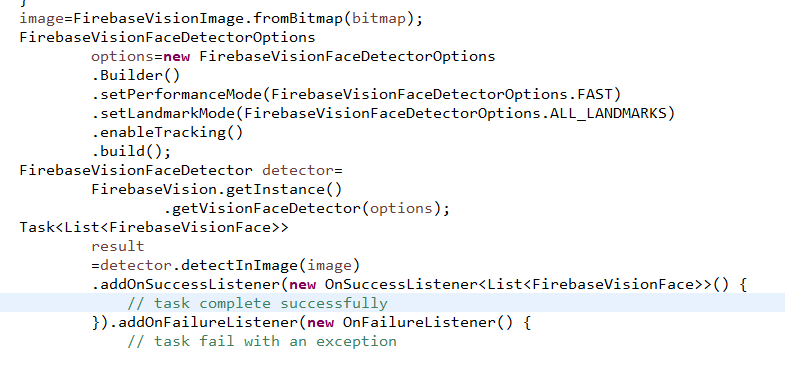 }
image=FirebaseVisionImage.fromBitmap(bitmap);
FirebaseVisionFaceDetectorOptions
options=new FirebaseVisionFaceDetectorOptions
.Builder()
.setPerformanceMode(FirebaseVisionFaceDetectorOptions.FAST)
.setLandmarkMode(FirebaseVisionFaceDetectorOptions.ALL_LANDMARKS)
.enableTracking()
.build();
FirebaseVisionFaceDetector detector=
FirebaseVision.getInstance()
.getVisionFaceDetector(options);
Task<List<FirebaseVisionFace>>
result
=detector.detectInImage(image)
.addOnSuccessListener(new OnSuccessListener<List<FirebaseVisionFace>>() {
// task complete successfully
}).addOnFailureListener(new OnFailureListener() {
// task fail with an exception